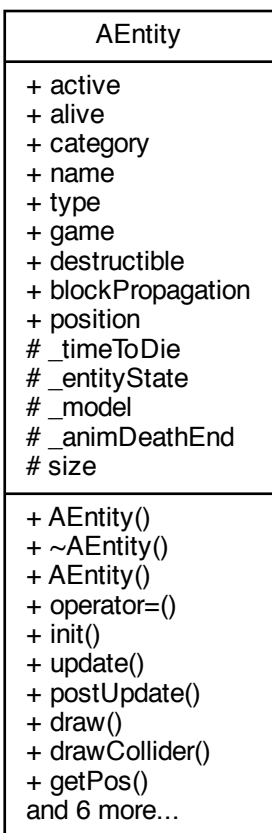 AEntity
+ active
+ alive
+ category
+ name
+ type
+ game
+ destructible
+ blockPropagation
+ position
# _timeToDie
# _entityState
# _model
# _animDeathEnd
# size
+ AEntity()
+ ~AEntity()
+ AEntity()
+ operator=()
+ init()
+ update()
+ postUpdate()
+ draw()
+ drawCollider()
+ getPos()
and 6 more...